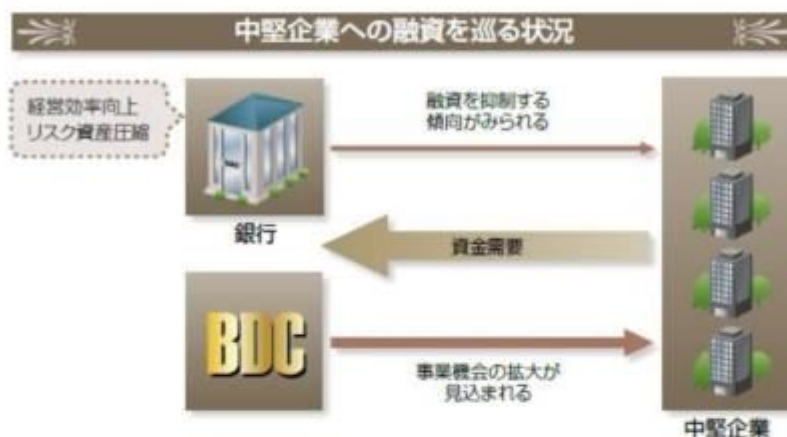 中堅企業への融資を巡る状況
経営効率向上
リスク資産圧縮
融資を抑制する
傾向がみられる
銀行
資金需要
BDC
事業機会の拡大が
見込まれる
中堅企業